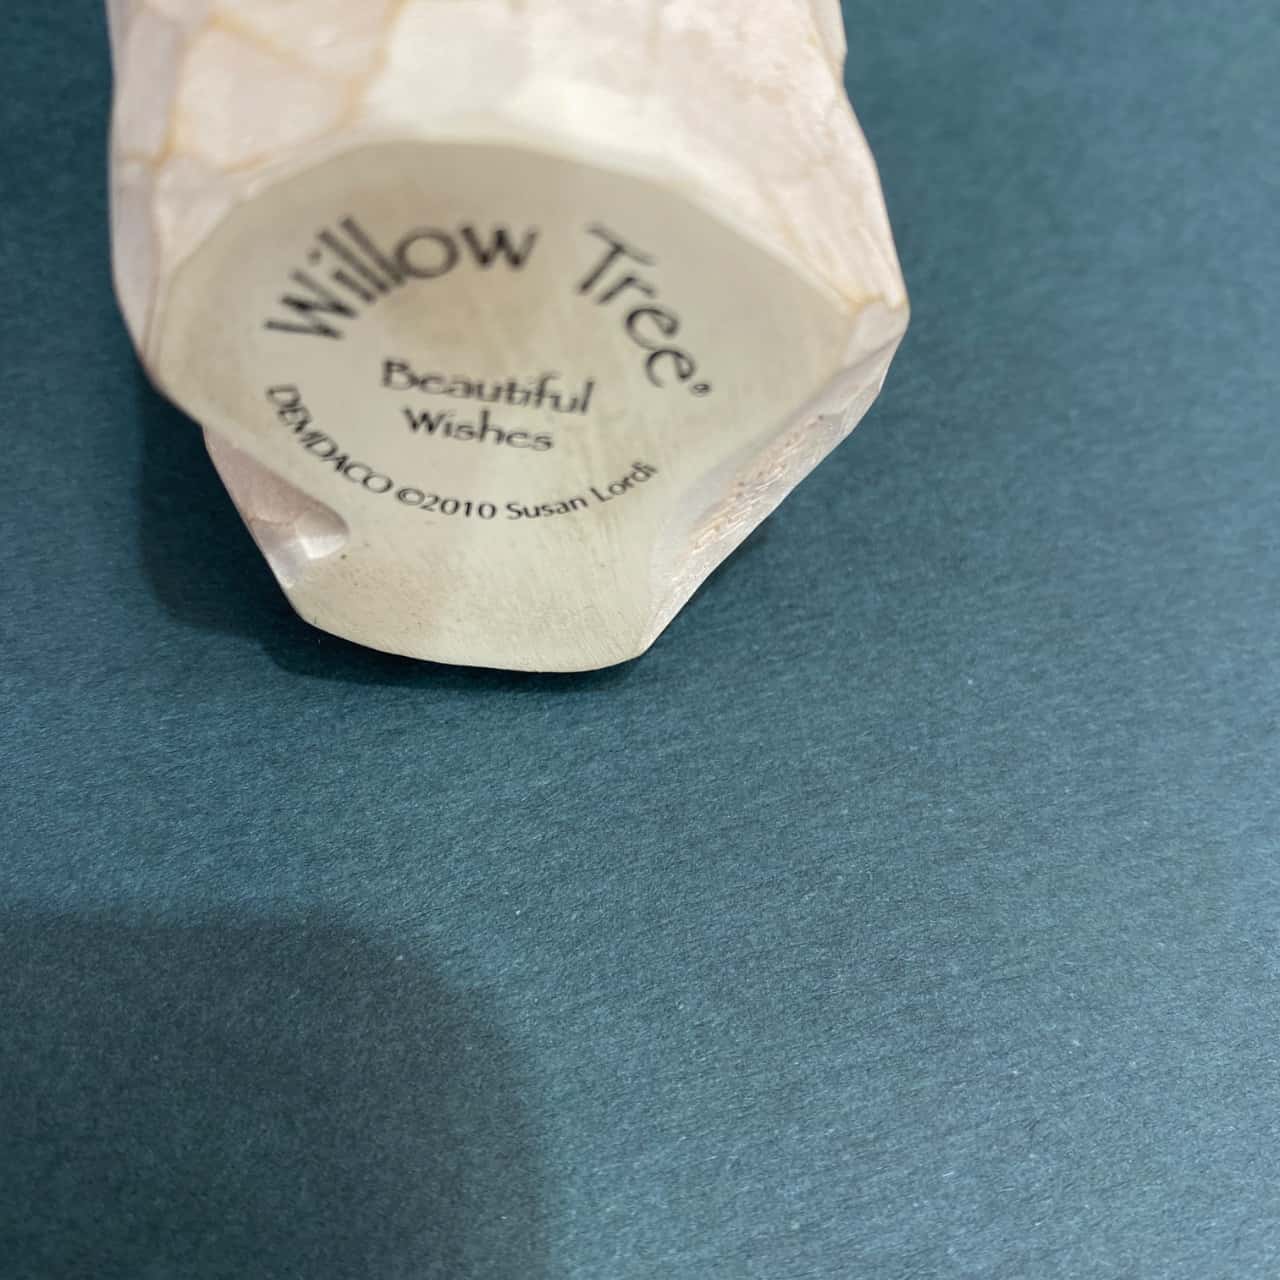 Willow Tree®
Beautiful
Wishes
DEMDACO ©2010 Susan Lordi